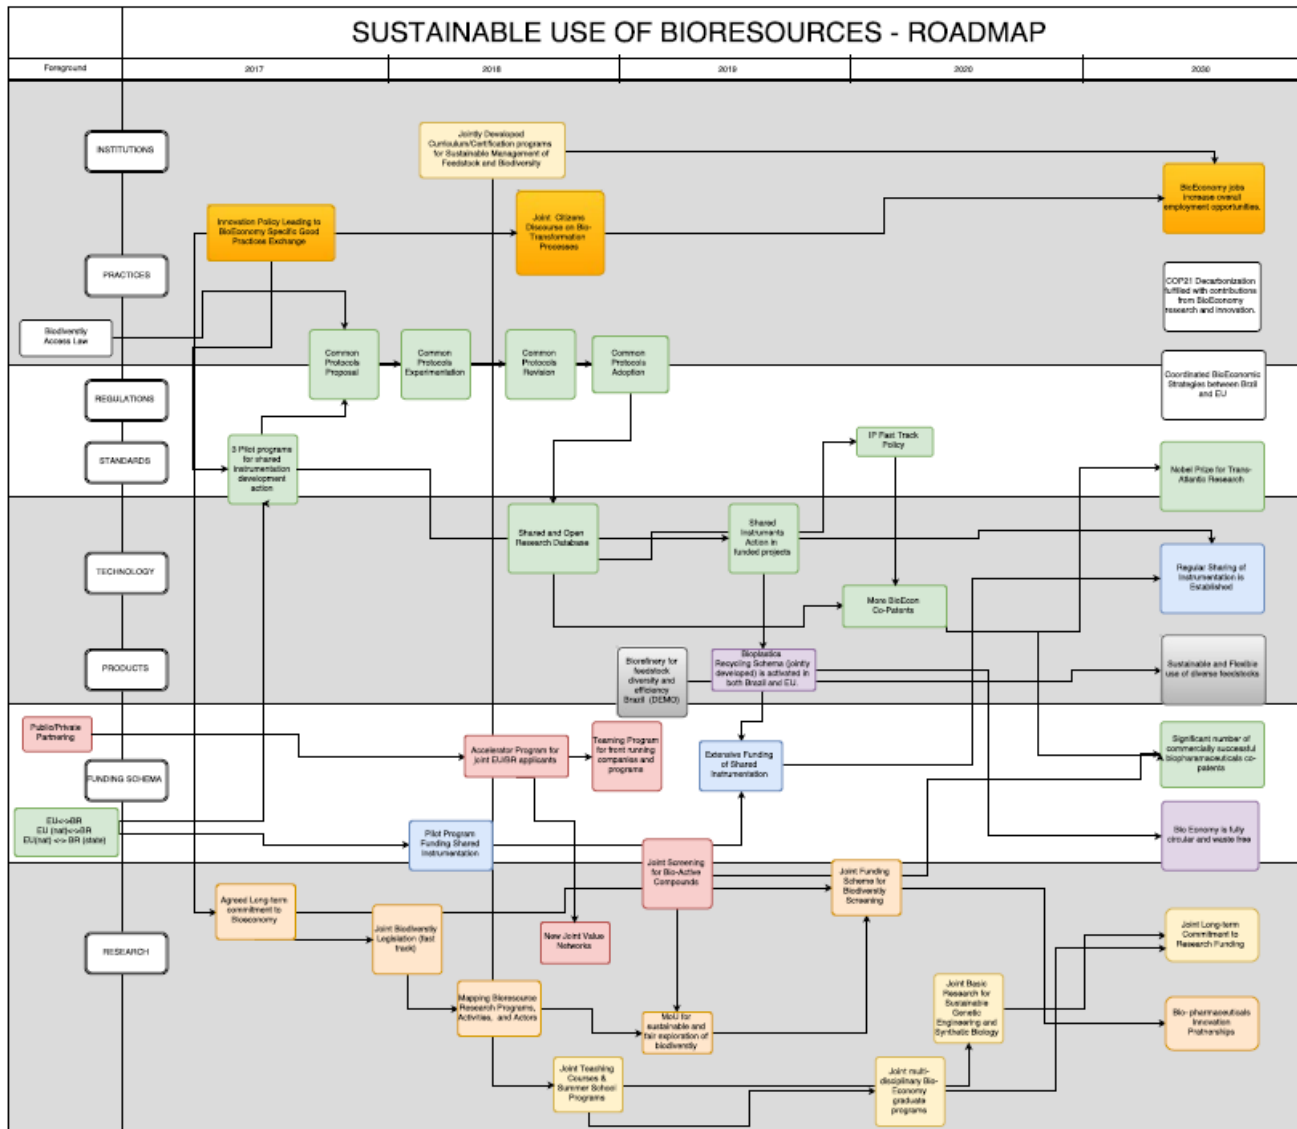 SUSTAINABLE USE OF BIORESOURCES - ROADMAP
Foreground
2017
2018
2019
2020
2030
INSTITUTIONS
Jointly Developed
Curriculum/Certification programs
for Sustainable Management of
Feedstock and Biodiversity
BioEconomy jobs
increase overall
employment opportunities.
Innovation Policy Leading to
BioEconomy Specific Good
Practices Exchange
Joint Citizens
Discourse on Bio-
Transformation
Processes
PRACTICES
COP21 Decarbonization
fulfilled with contributions
from BioEconomy
research and innovation.
Biodiverstiy
Access Law
Common
Protocols
Proposal
Common
Protocols
Experimentation
Common
Protocols
Revision
Common
Protocols
Adoption
Coordinated BioEconomic
Strategies between Brzil
and EU
REGULATIONS
STANDARDS
3 Pilot programs
for shared
instrumentation
development
action
IP Fast Track
Policy
Nobel Prize for Trans-
Atlantic Research
Shared and Open
Research Database
Shared
Instruments
Action in
funded projects
TECHNOLOGY
Regular Sharing of
Instrumentation is
Established
More BioEcon
Co-Patents
PRODUCTS
Biorefinery for
feedstock
diversity and
efficiency
Brazil (DEMO)
Bioplastics
Recycling Schema (jointly
developed) is activated in
both Brazil and EU.
Sustainable and Flexible
use of diverse feedstocks
Public/Private
Partnering
Accelerator Program for
joint EU/BR applicants
Teaming Program
for front running
companies and
programs
Extensive Funding
of Shared
Instrumentation
Significant number of
commercially successful
biopharamaceuticals co-
patents
FUNDING SCHEMA
EU<>BR
EU (nat)<>BR
EU(nat) <> BR (state)
Pilot Program
Funding Shared
Instrumentation
Bio Eonomy is fully
circular and waste free
Joint Screening
for Bio-Active
Compounds
Joint Funding
Scheme for
Biodiverstiy
Screening
Agreed Long-term
commitment to
Bioeconomy
Joint Biodiverstiy
Legislation (fast
track)
New Joint Value
Networks
Joint Long-term
Commitment to
Research Funding
RESEARCH
Mapping Bioresource
Research Programs,
Activities, and Actors
MoU for
sustainable and
fair exploration of
biodiverstiy
Joint Basic
Research for
Sustainable
Genetic
Engineering and
Synthetic Biology
Bio- pharmaceuticals
Innovation
Pratnerships
Joint Teaching
Courses &
Summer School
Programs
Joint multi-
disciplinary Bio-
Economy
graduate
programs